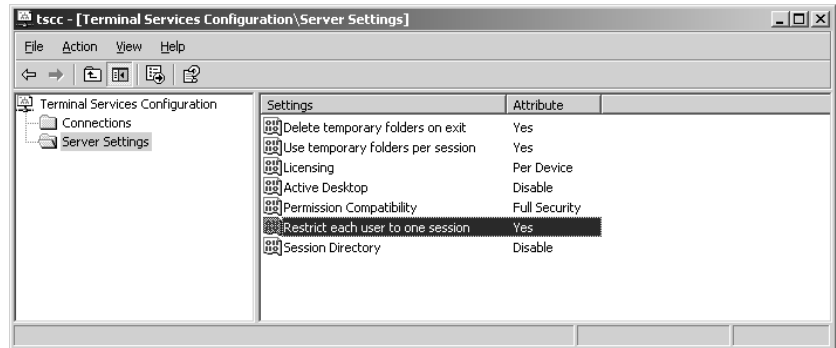 tscc - [Terminal Services Configuration\Server Settings]
File Action View Help
Terminal Services Configuration
Connections
Server Settings
Settings Attribute
Delete temporary folders on exit Yes
Use temporary folders per session Yes
Licensing Per Device
Active Desktop Disable
Permission Compatibility Full Security
Restrict each user to one session Yes
Session Directory Disable